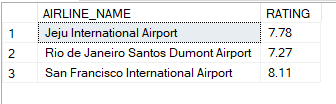 AIRLINE_NAME RATING
1 Jeju International Airport 7.78
2 Rio de Janeiro Santos Dumont Airport 7.27
3 San Francisco International Airport 8.11